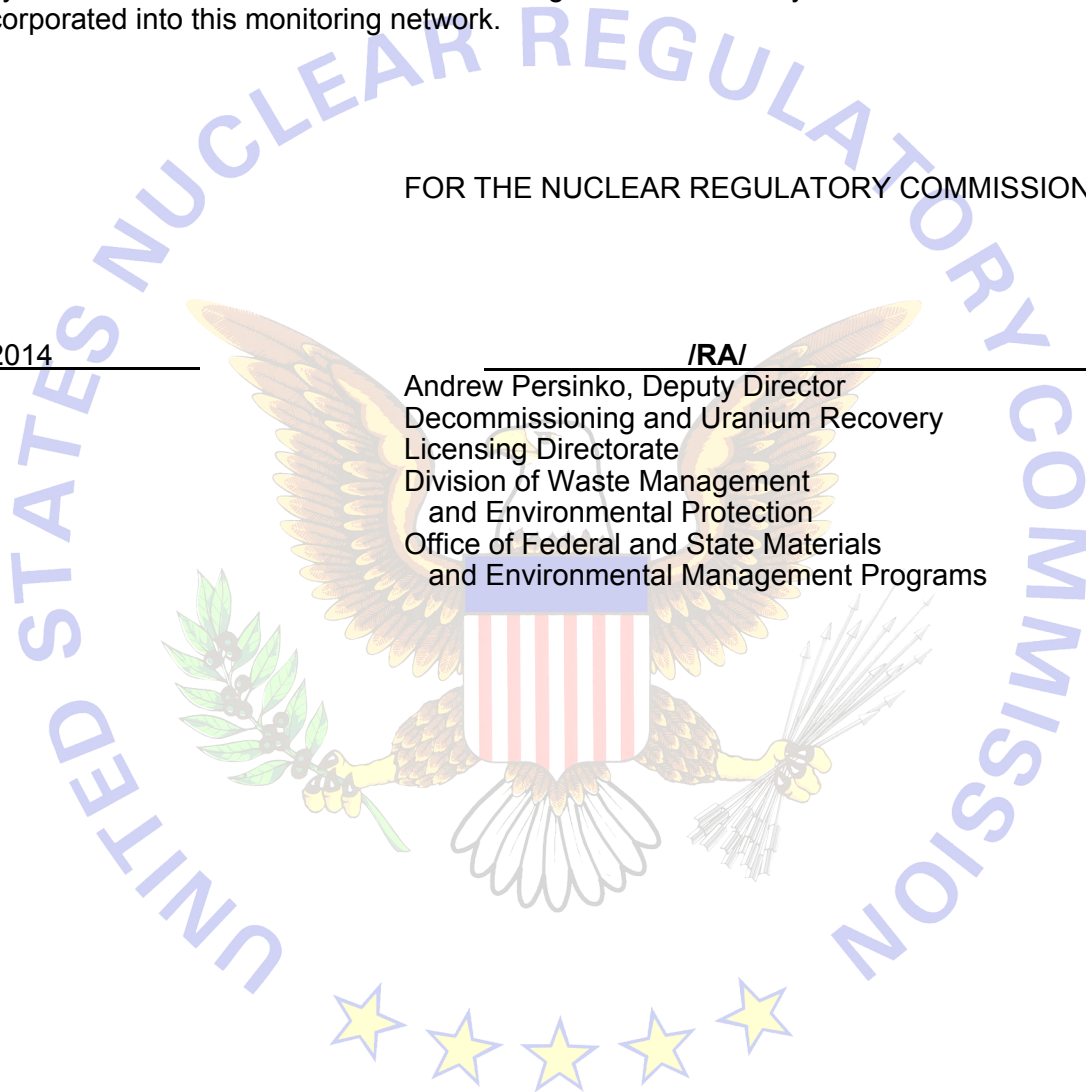 corporated into this monitoring network.
FOR THE NUCLEAR REGULATORY COMMISSION
2014 /RA/
Andrew Persinko, Deputy Director
Decommissioning and Uranium Recovery
Licensing Directorate
Division of Waste Management
and Environmental Protection
Office of Federal and State Materials
and Environmental Management Programs
UNITED STATES NUCLEAR REGULATORY COMMISSION